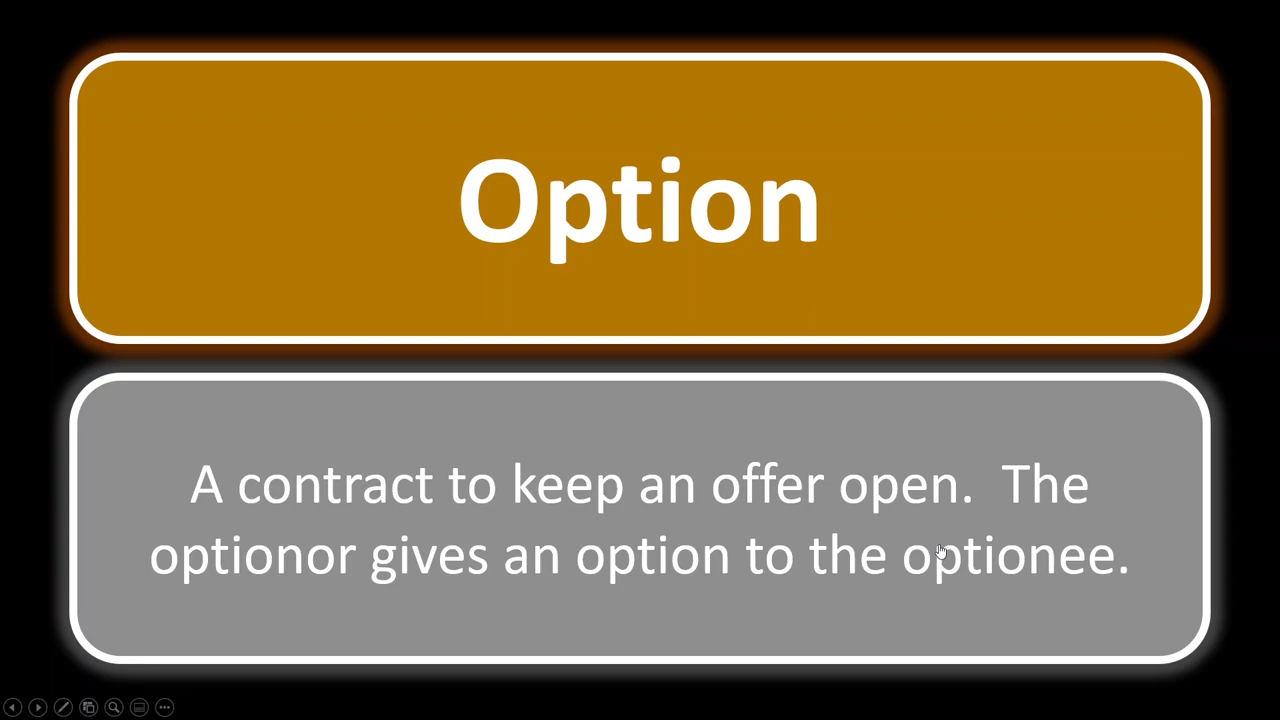 Option
A contract to keep an offer open.  The
optionor gives an option to the optionee.